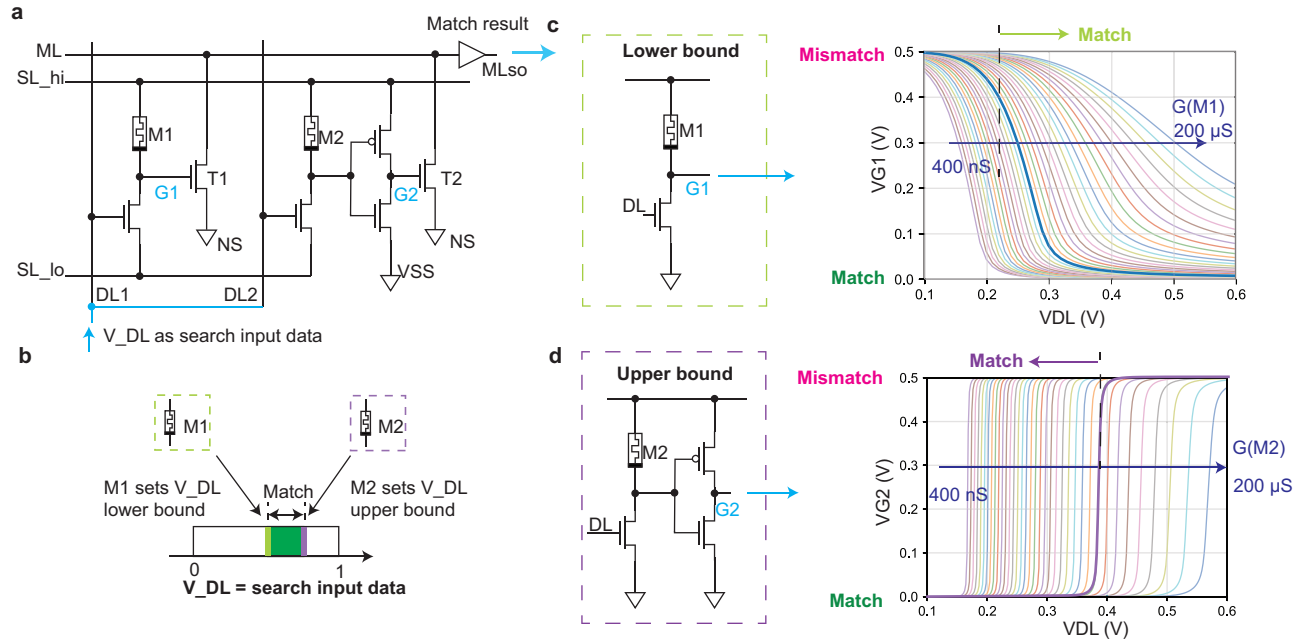 a
Match result
ML
MLso
SL_hi
M1
M2
G1
T1
G2
T2
NS
NS
SL_lo
VSS
DL1
DL2
V_DL as search input data
b
M1
M2
M1 sets V_DL
lower bound
Match
M2 sets V_DL
upper bound
0
1
V_DL = search input data
c
Lower bound
M1
G1
DL
Mismatch
Match
Match
VG1 (V)
0.5
0.4
0.3
0.2
0.1
0.0
G(M1)
200 µS
400 nS
0.1
0.2
0.3
0.4
0.5
0.6
VDL (V)
d
Upper bound
M2
G2
DL
Match
Mismatch
Match
VG2 (V)
0.5
0.4
0.3
0.2
0.1
0.0
G(M2)
200 µS
400 nS
0.1
0.2
0.3
0.4
0.5
0.6
VDL (V)